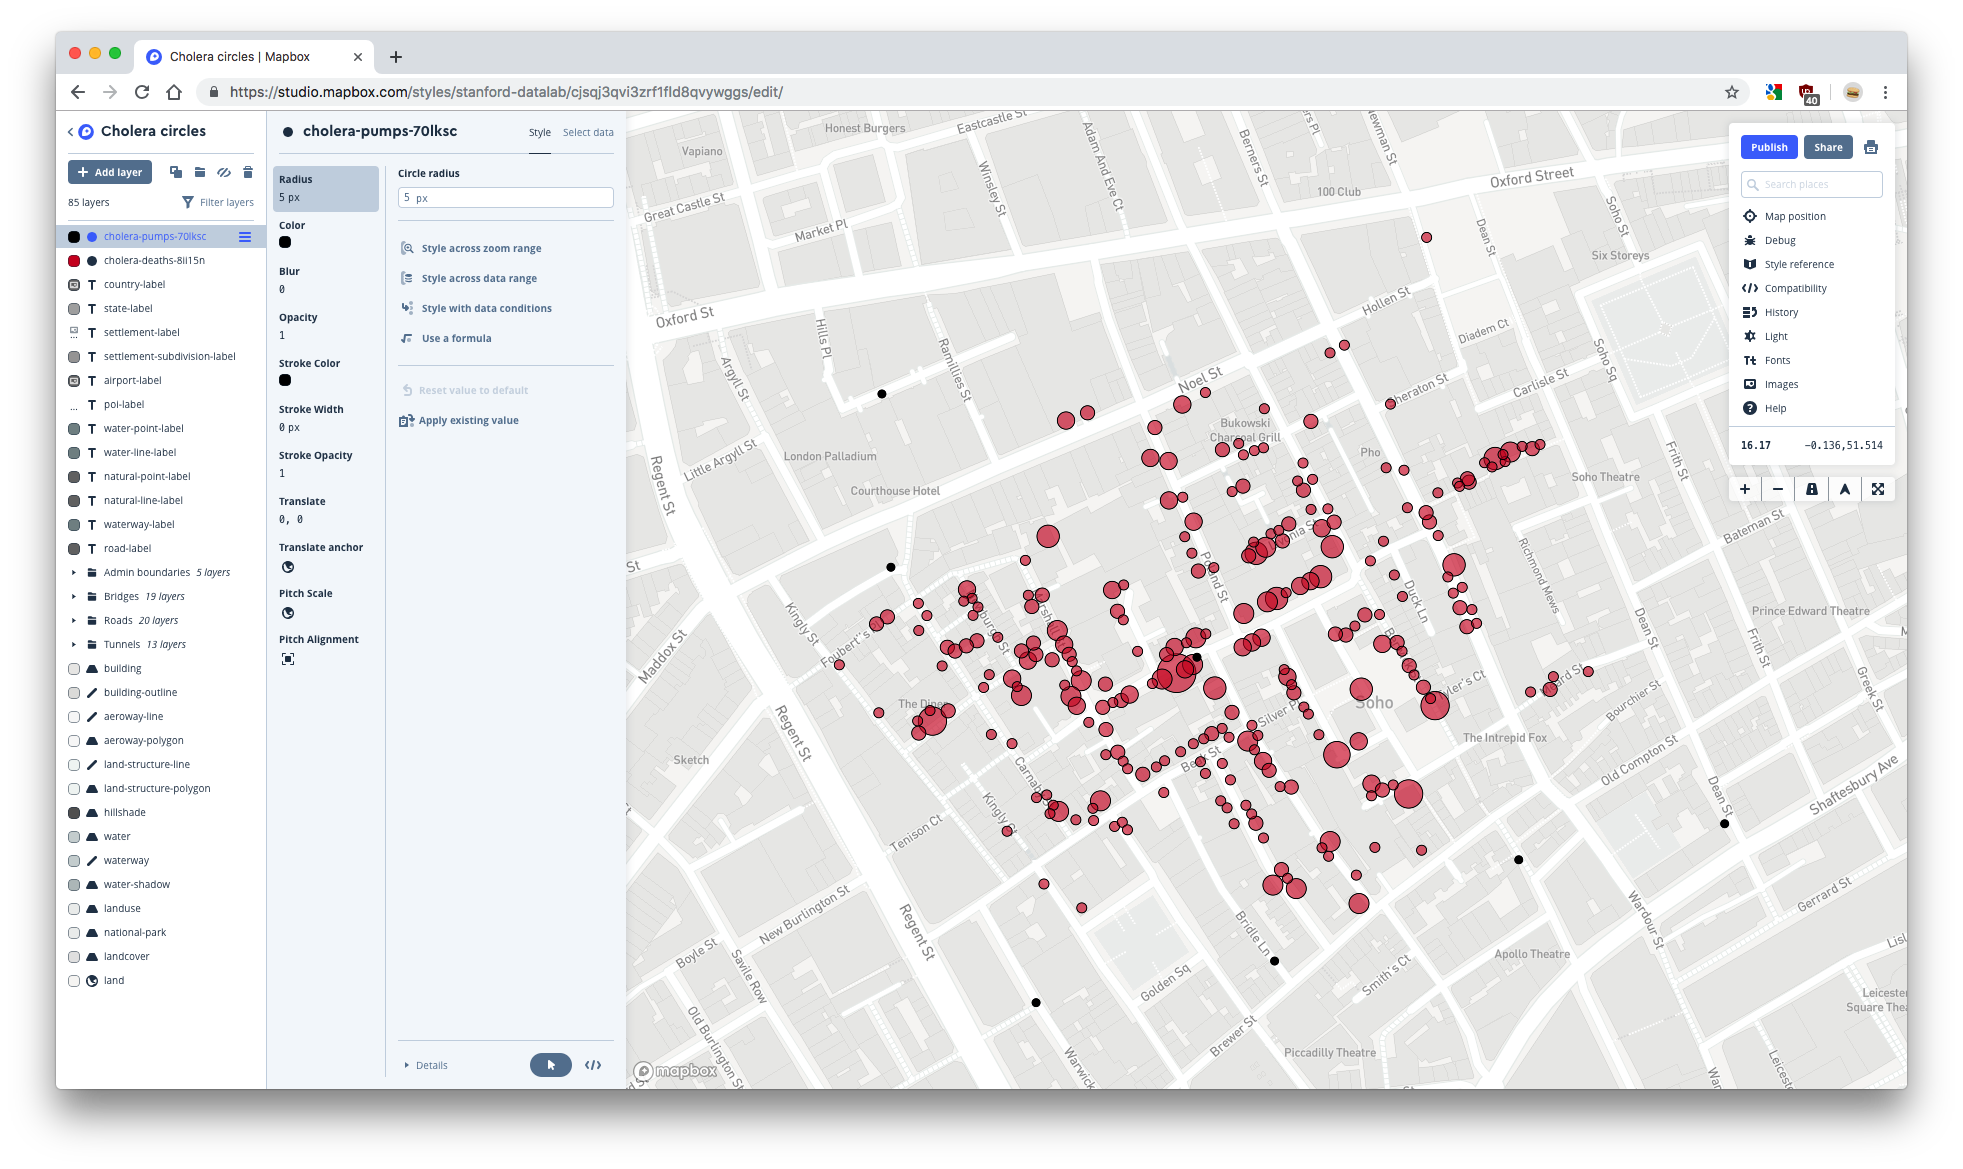 Cholera circles | Mapbox
https://studio.mapbox.com/styles/stanford-datalab/cjsqj3qvi3zrf1fld8qvywggs/edit/
40
Cholera circles
Add layer
85 layers
Filter layers
cholera-pumps-70lksc
cholera-deaths-8ii15n
country-label
T state-label
T settlement-label
T settlement-subdivision-label
T airport-label
T poi-label
T water-point-label
T water-line-label
T natural-point-label
T natural-line-label
T waterway-label
T road-label
Admin boundaries 5 layers
Bridges 19 layers
Roads 20 layers
Tunnels 13 layers
building
building-outline
aeroway-line
aeroway-polygon
land-structure-line
land-structure-polygon
hillshade
water
waterway
water-shadow
landuse
national-park
landcover
land
cholera-pumps-70lksc
Style
Select data
Radius
5 px
Color
Blur
0
Opacity
1
Stroke Color
Stroke Width
0 px
Stroke Opacity
1
Translate
0, 0
Translate anchor
Pitch Scale
Pitch Alignment
Circle radius
5 px
Style across zoom range
Style across data range
Style with data conditions
Use a formula
Reset value to default
Apply existing value
Details
Publish
Share
Search places
Map position
Debug
Style reference
Compatibility
History
Light
Tt Fonts
Images
Help
16.17
-0.136,51.514
Honest Burgers
Eastcastle St
Vapiano
Adam And Eve Ct
Berners St
Newman St
Winsley St
100 Club
Oxford Street
Great Castle St
Market Pl
Dean St
Soho St
Six Storeys
Oxford St
Hills Pl
Ramillies St
Hollen St
Diadem Ct
Soho Sq
Argyll St
Noel St
Sheraton St
Carlisle St
Bukowski
Charcoal Grill
Pho
Little Argyll St
London Palladium
Courthouse Hotel
Regent St
Soho Theatre
Frith St
Bateman St
Richmond Mews
Duck Ln
Prince Edward Theatre
Kingly St
Maddox St
Dean St
Frith St
Greek St
Soho
Silver Pl
Bourchier St
Regent St
The Intrepid Fox
Sketch
Old Compton St
Kingly Ct
Tenison Ct
Dean St
Shaftesbury Ave
New Burlington St
Regent St
Boyle St
Savile Row
Bridle Ln
Wardour St
Gerrard St
Apollo Theatre
Smith's Ct
Golden Sq
Old Burlington St
Brewer St
Piccadilly Theatre
Warwick
Leicester
mapbox